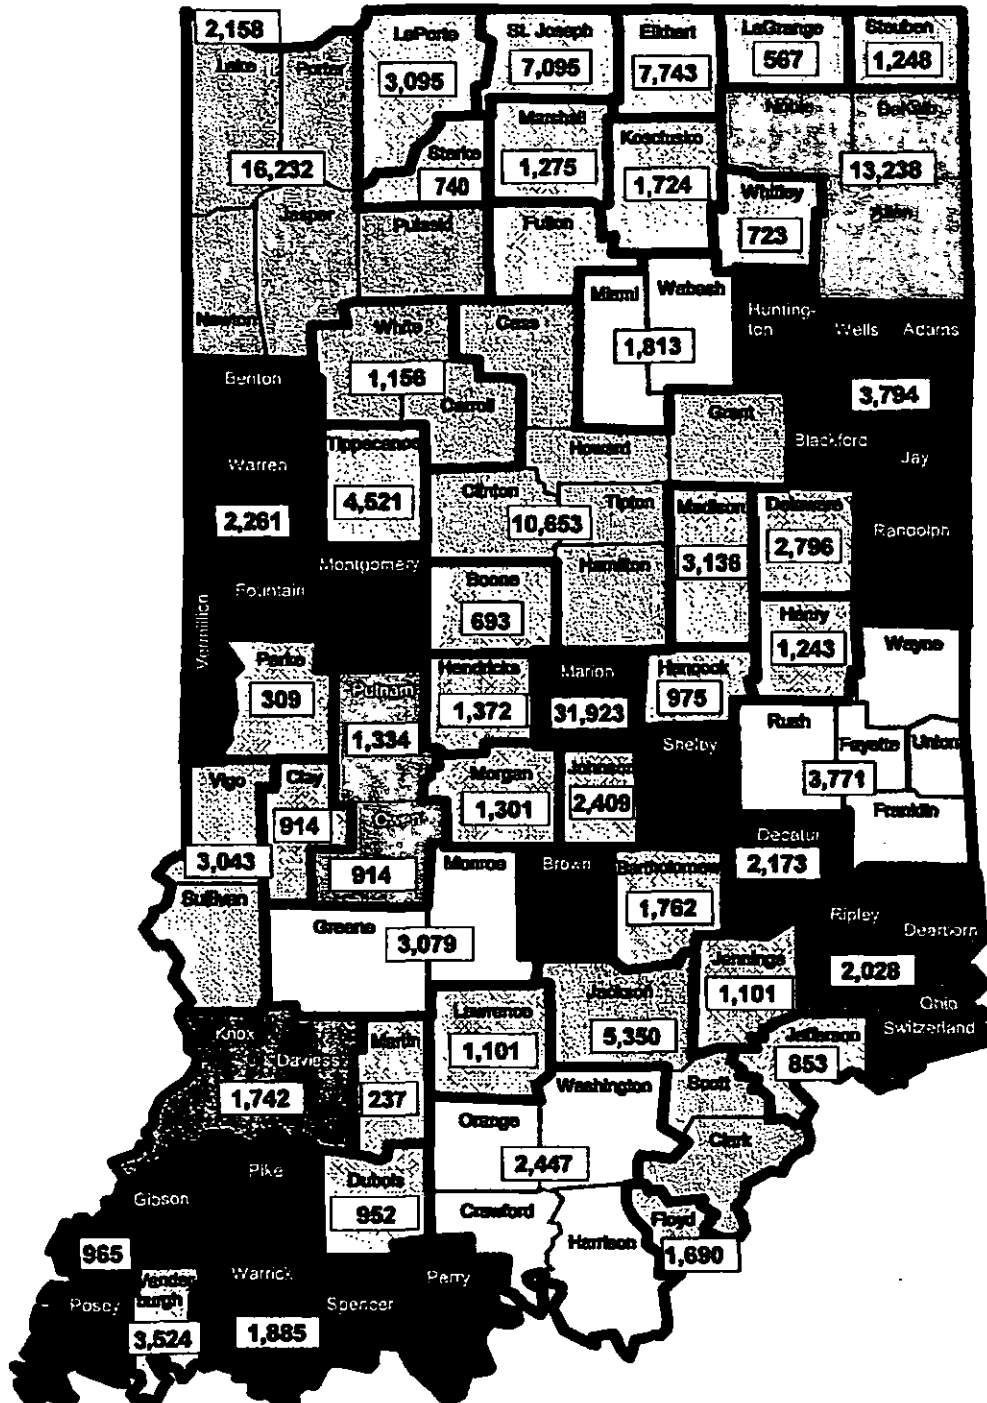 2,158
LaPorte
St. Joseph
Elkhart
LaGrange
Steuben
Lake
Porter
3,095
7,095
7,743
567
1,248
Noble
DeKalb
Marshall
Kosciusko
Starke
16,232
740
1,275
1,724
13,238
Whitley
Allen
Jasper
Pulaski
Fulton
723
Newton
White
Cass
Miami
Wabash
Hunting-
ton
Wells
Adams
1,813
Benton
1,156
Carroll
3,794
Grant
Blackford
Jay
Warren
Tippecanoe
Howard
4,521
Clinton
Tipton
Madison
Delaware
2,261
10,653
Randolph
2,796
3,136
Montgomery
Boone
Hamilton
Fountain
693
Henry
1,243
Vermillion
Wayne
Parke
Putnam
Hendricks
Marion
Hancock
309
1,372
31,923
975
1,334
Rush
Fayette
Union
Shelby
3,771
Vigo
Clay
Morgan
Johnson
1,301
2,409
Franklin
914
Owen
Decatur
3,043
914
Monroe
Brown
Bartholomew
2,173
Sullivan
1,762
Ripley
Dearborn
Greene
3,079
Jennings
2,028
1,101
Ohio
Jackson
Switzerland
Knox
Daviess
Martin
Lawrence
1,101
5,350
Jefferson
853
1,742
237
Washington
Scott
Orange
Clark
2,447
Pike
Dubois
Gibson
952
Crawford
Harrison
Floyd
1,690
965
Vander
burgh
Warrick
Perry
Posey
Spencer
3,524
1,885